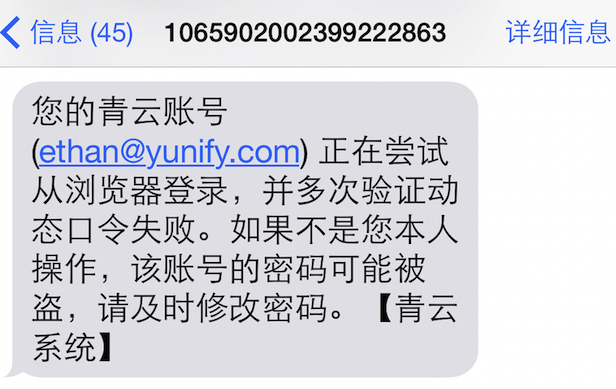 信息 (45) 1065902002399222863 详细信息
您的青云账号
(ethan@yunify.com) 正在尝试
从浏览器登录，并多次验证动
态口令失败。如果不是您本人
操作，该账号的密码可能被
盗，请及时修改密码。【青云
系统】